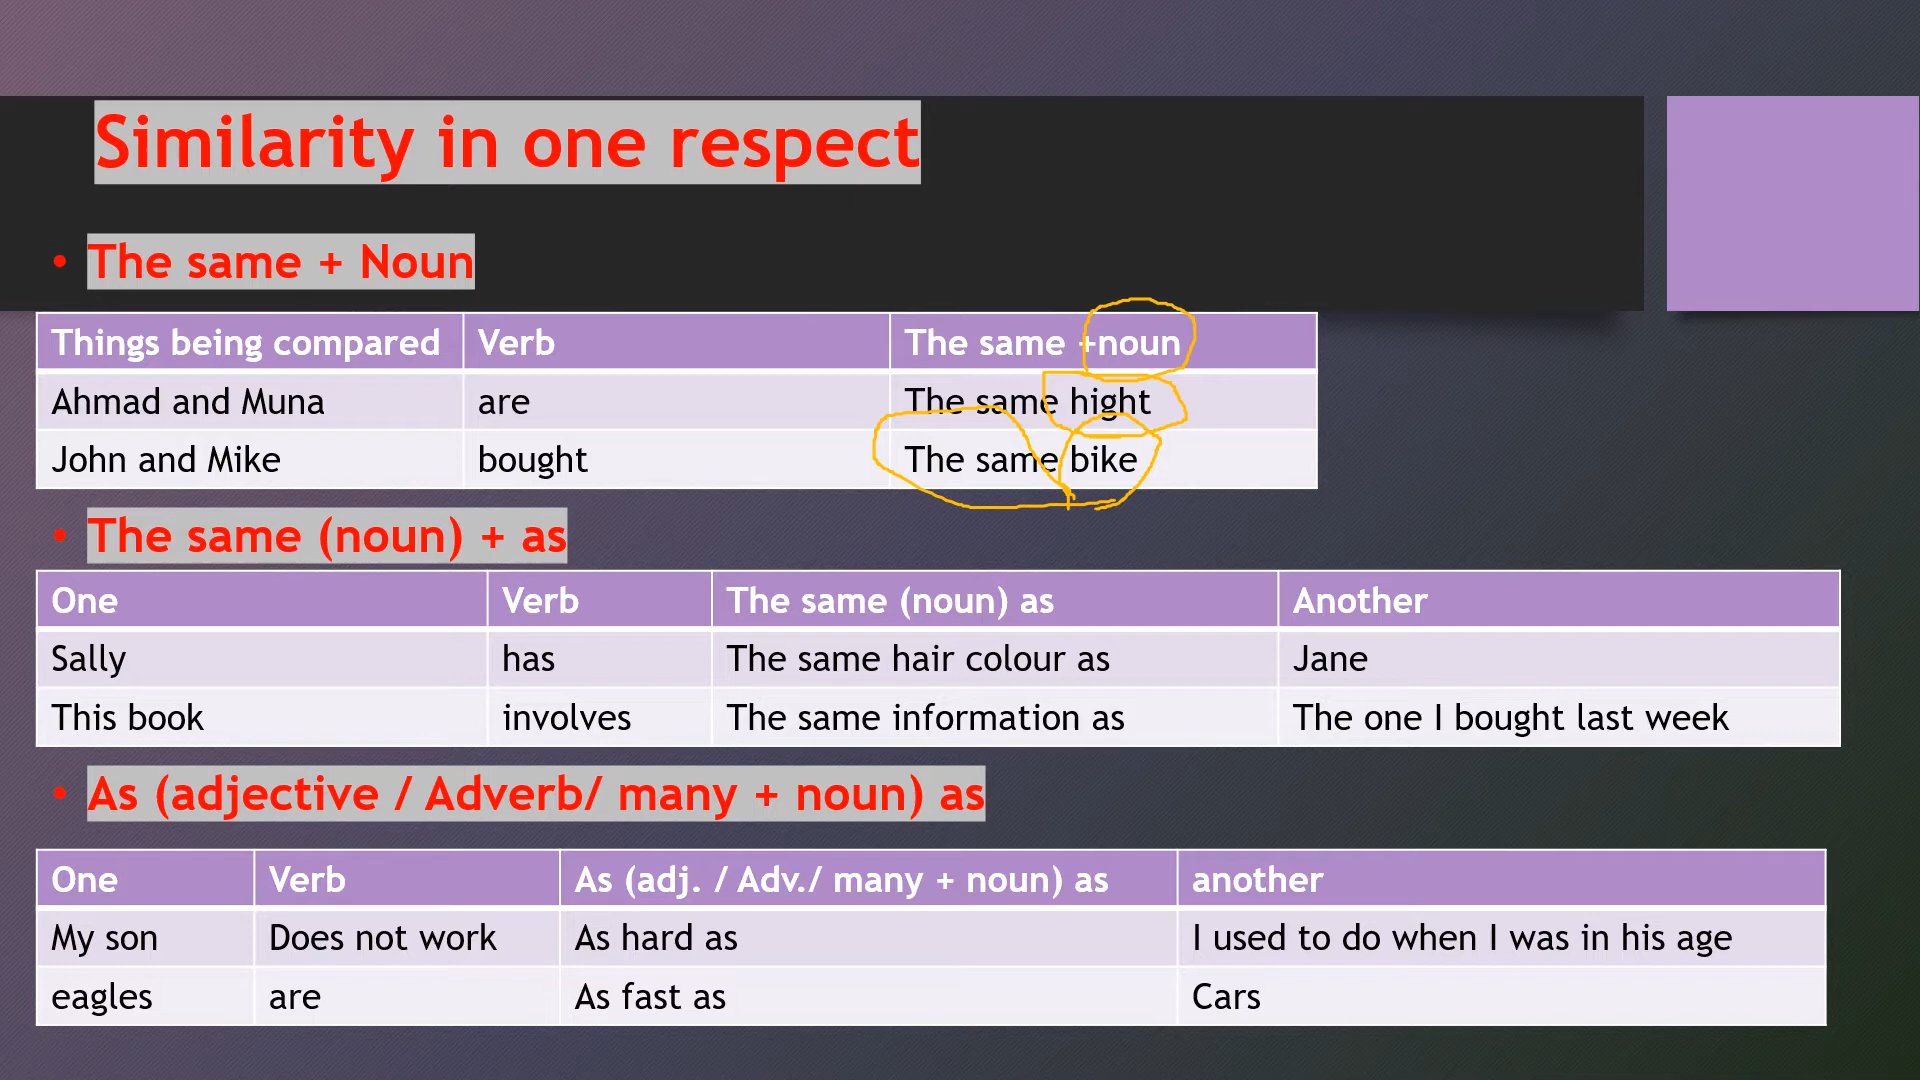 Similarity in one respect
• The same + Noun
Things being compared Verb The same +noun
Ahmad and Muna are The same hight
John and Mike bought The same bike
• The same (noun) + as
One Verb The same (noun) as Another
Sally has The same hair colour as Jane
This book involves The same information as The one I bought last week
• As (adjective / Adverb/ many + noun) as
One Verb As (adj. / Adv./ many + noun) as another
My son Does not work As hard as I used to do when I was in his age
eagles are As fast as Cars